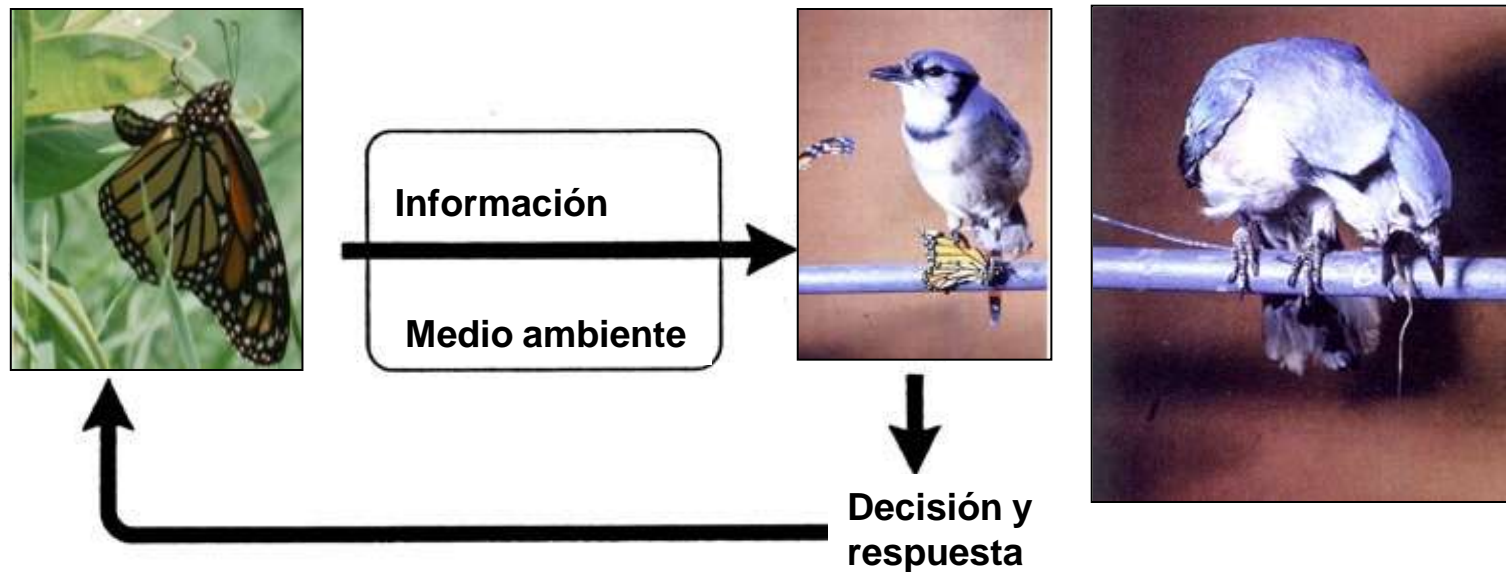 Información
Medio ambiente
Decisión y
respuesta